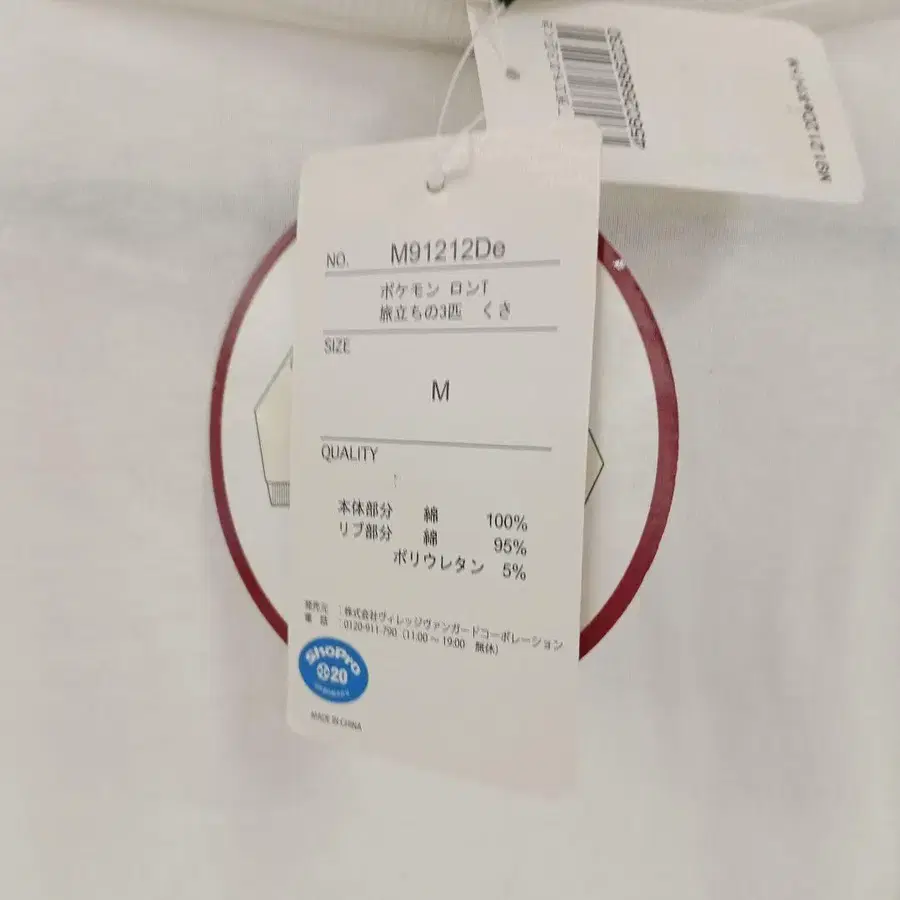 NO. M91212De
ポケモン ロンT
旅立ちの3匹 くさ
SIZE
M
QUALITY
本体部分 綿 100%
リブ部分 綿 95%
ポリウレタン 5%
発売元 :株式会社ヴィレッジヴァンガードコーポレーション
電話 :0120-911-790 (11:00～19:00 無休)
ShoPro
20
MADE IN CHINA